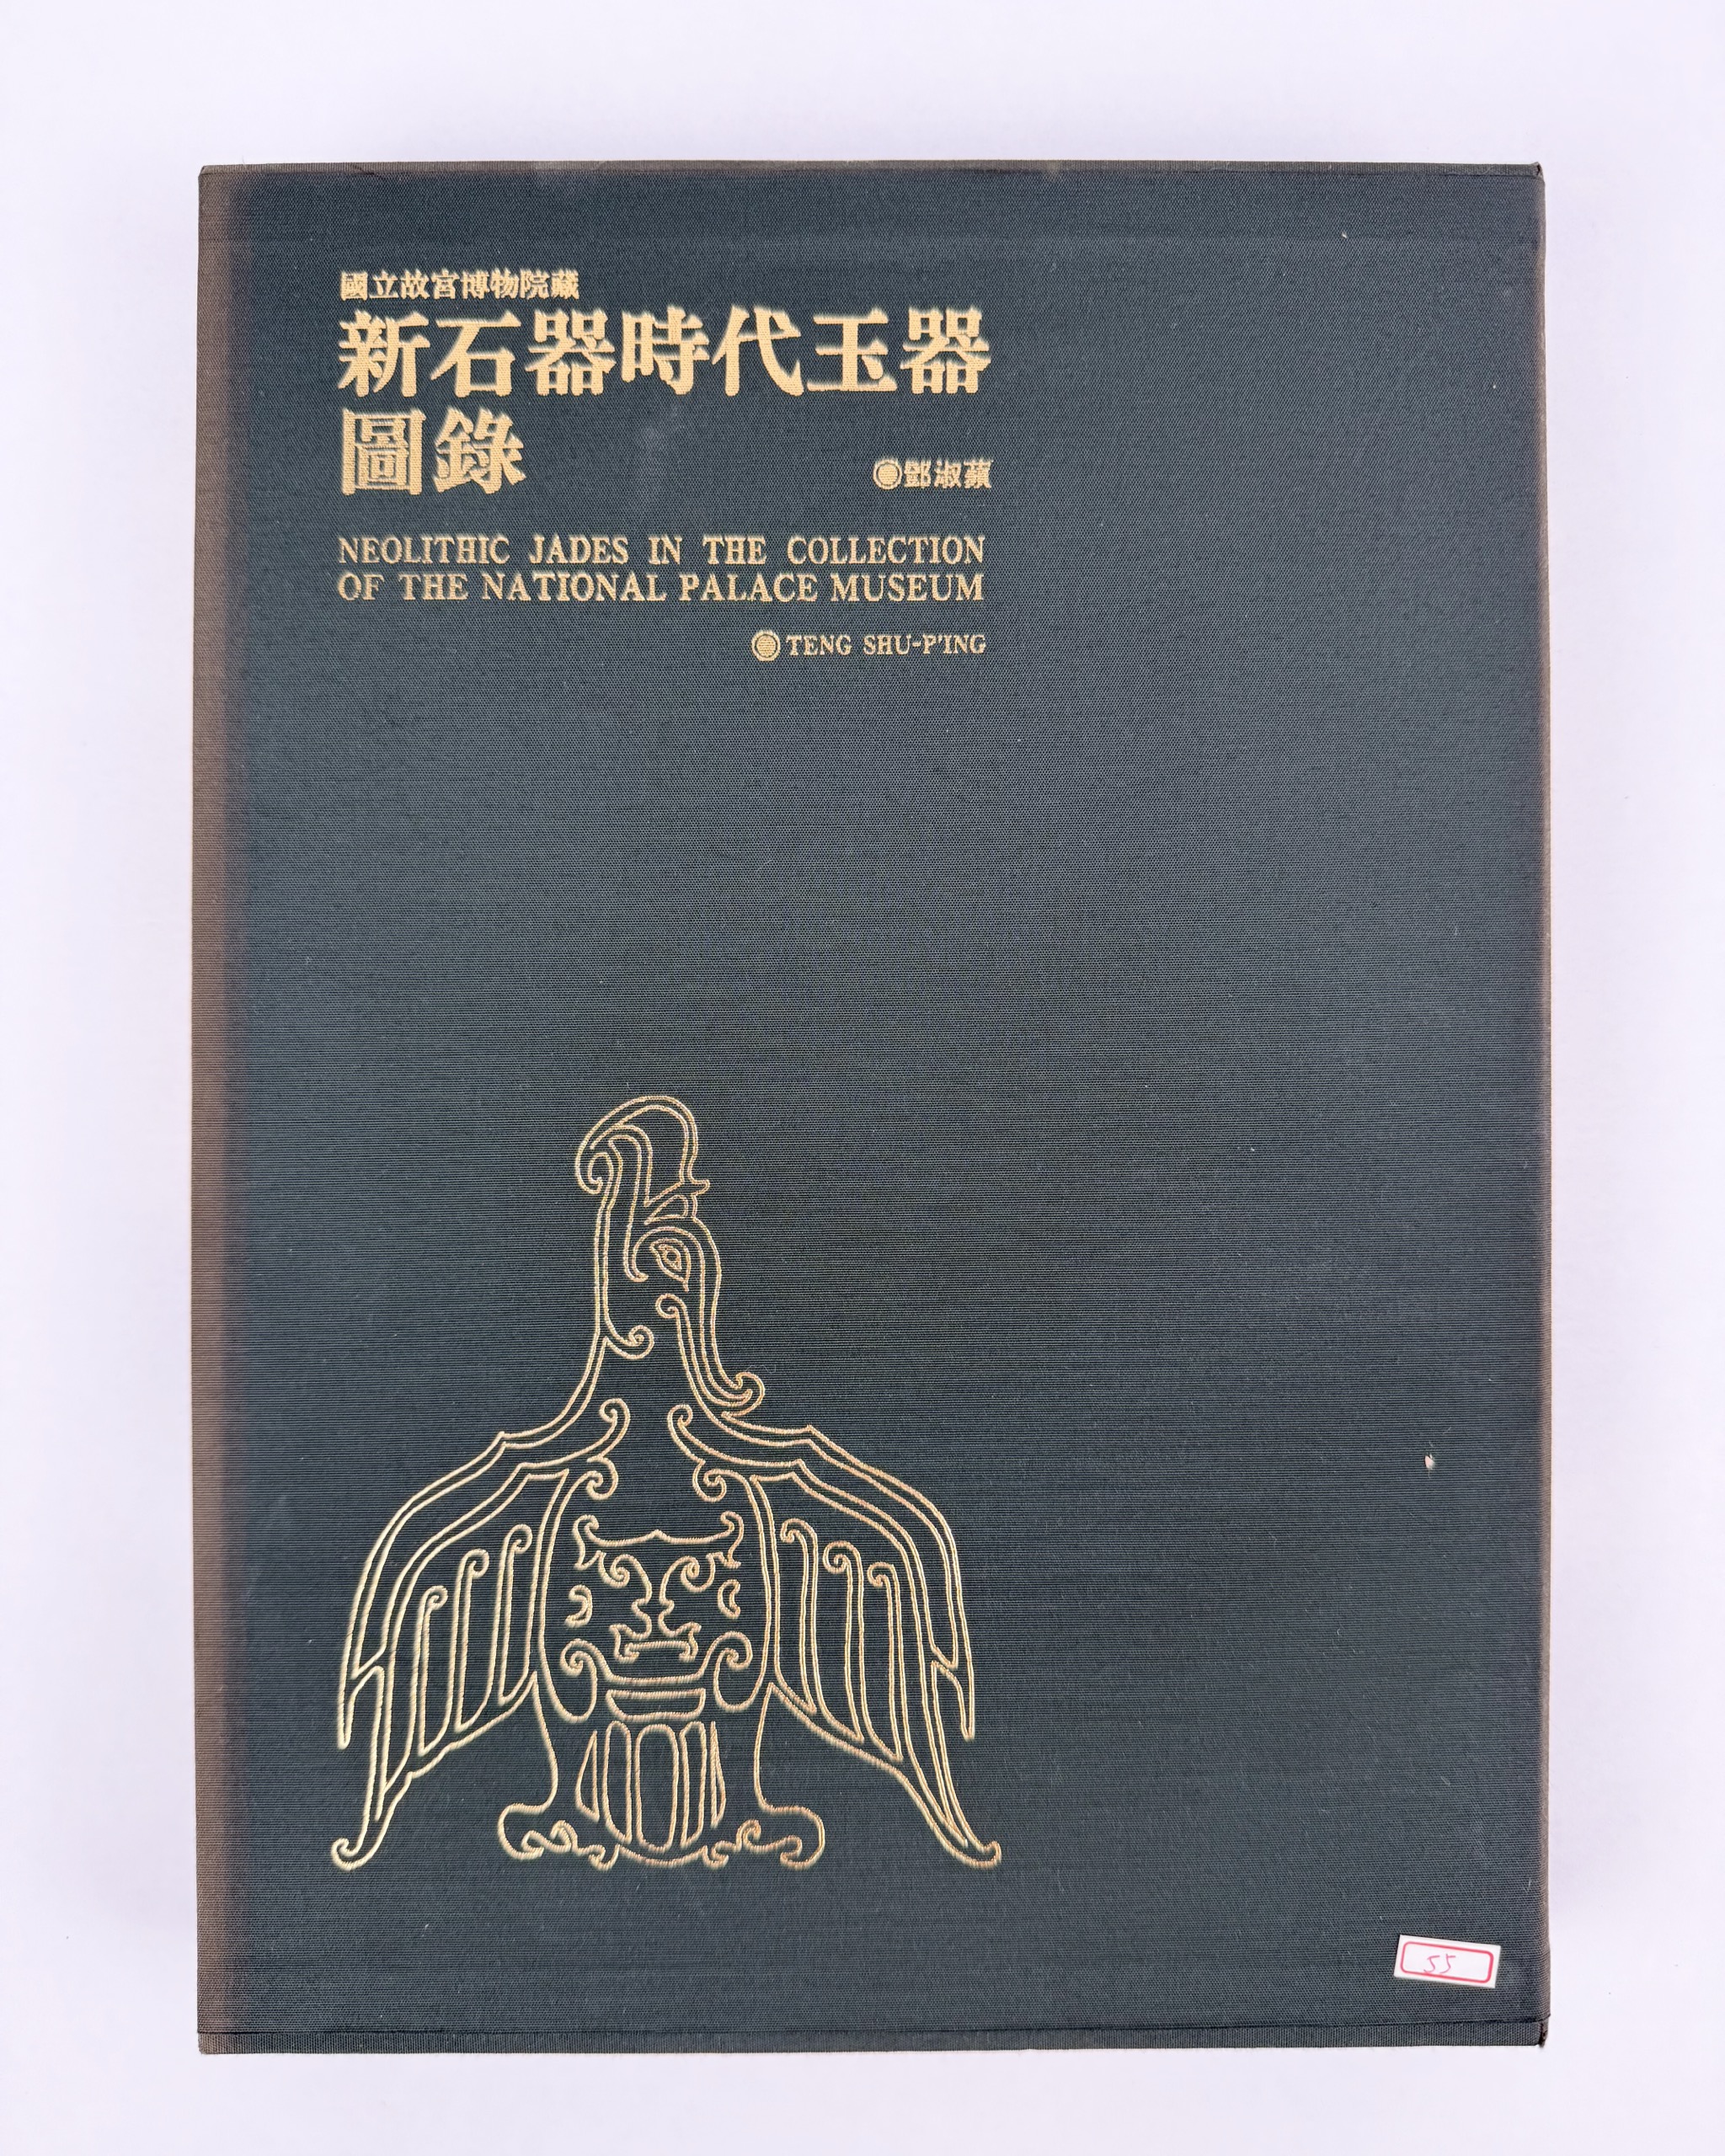 國立故宮博物院藏
新石器時代玉器
圖錄
鄧淑蘋
NEOLITHIC JADES IN THE COLLECTION
OF THE NATIONAL PALACE MUSEUM
TENG SHU-P'ING
55